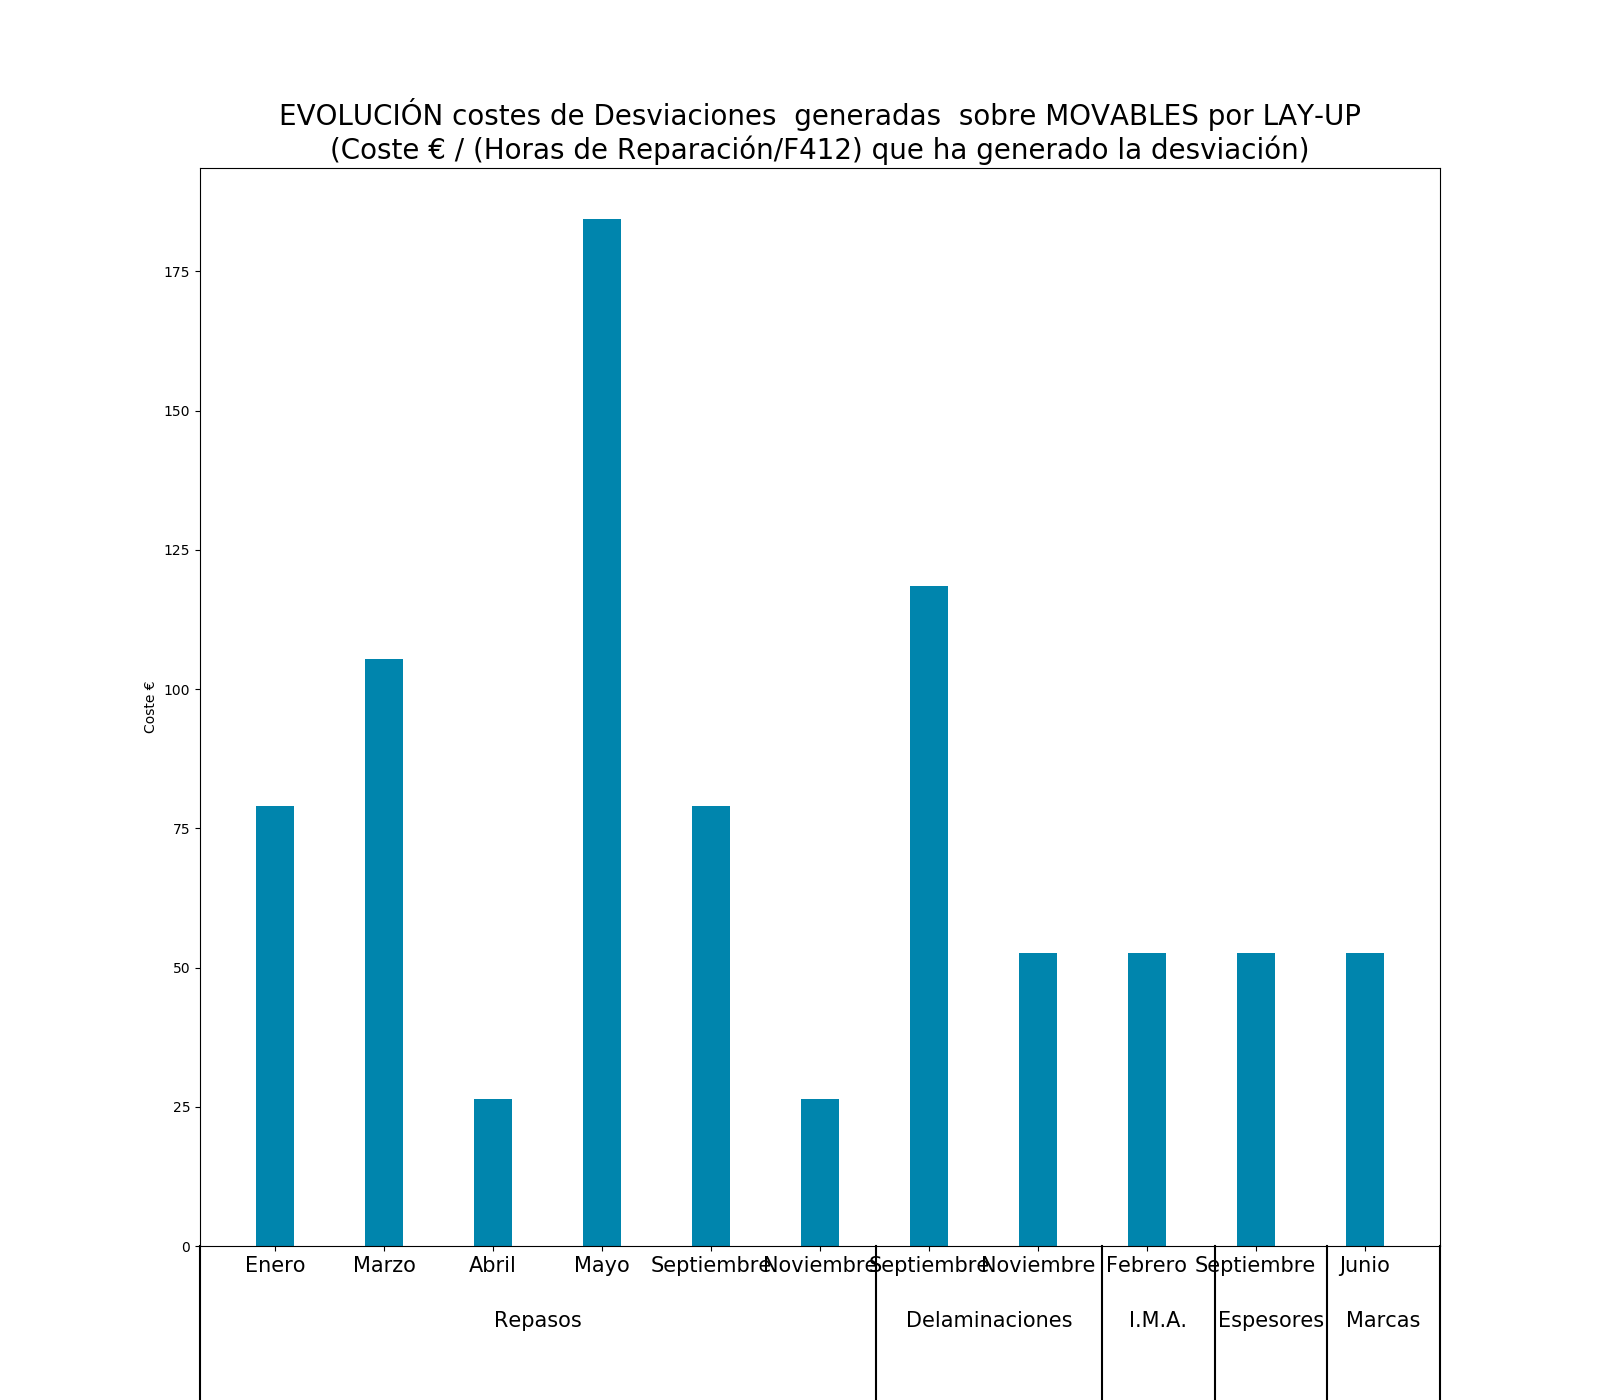 EVOLUCIÓN costes de Desviaciones  generadas  sobre MOVABLES por LAY-UP
(Coste € / (Horas de Reparación/F412) que ha generado la desviación)
175
150
125
100
75
50
25
0
Coste €
Enero Marzo Abril Mayo Septiembre Noviembre Septiembre Noviembre Febrero Septiembre Junio
Repasos Delaminaciones I.M.A. Espesores Marcas